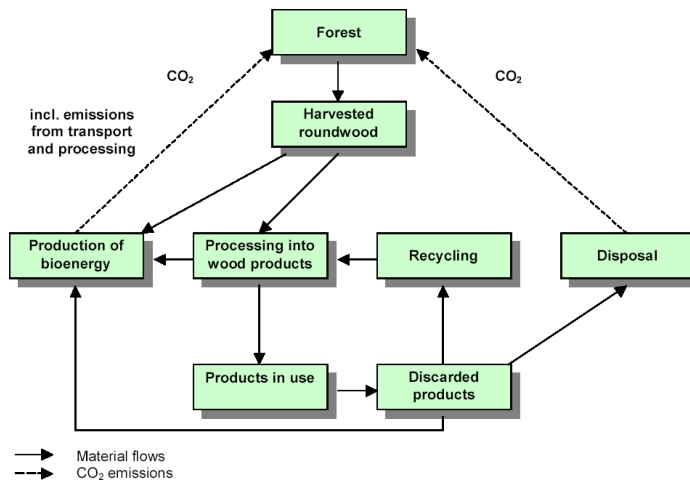 Forest
CO₂
CO₂
incl. emissions
from transport
and processing
Harvested
roundwood
Production of
bioenergy
Processing into
wood products
Recycling
Disposal
Products in use
Discarded
products
Material flows
CO₂ emissions